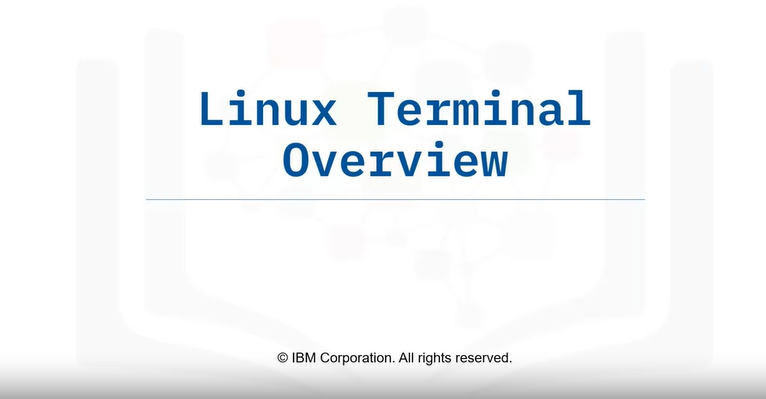 Linux Terminal
Overview
© IBM Corporation. All rights reserved.